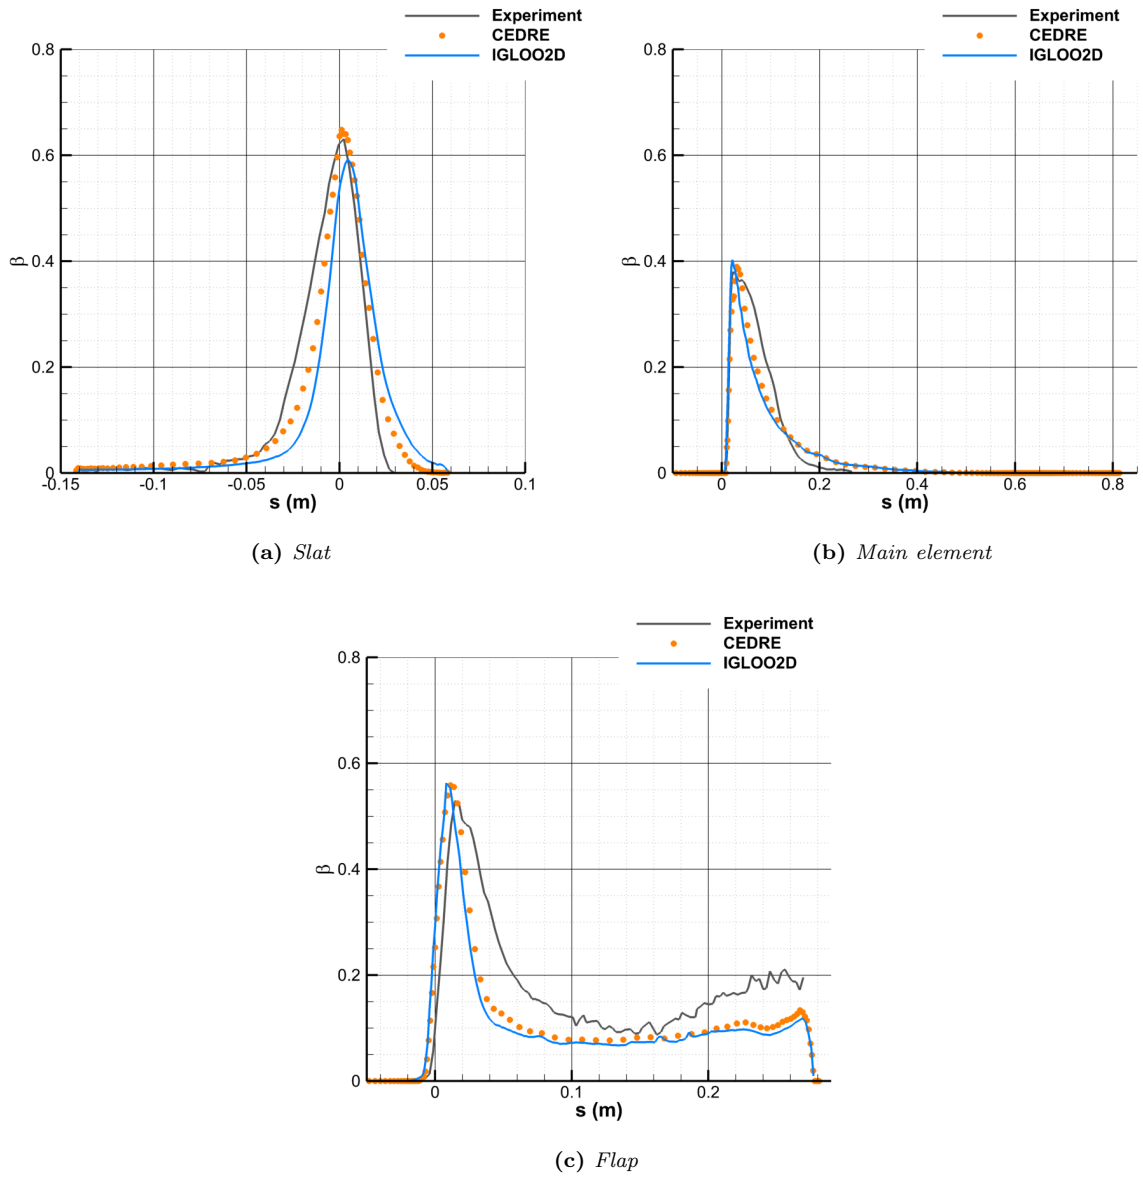 Experiment
CEDRE
IGLOO2D
0.8
0.6
β 0.4
0.2
0
-0.15 -0.1 -0.05 0 0.05 0.1
s (m)
(a) Slat
Experiment
CEDRE
IGLOO2D
0.8
0.6
β 0.4
0.2
0
0 0.2 0.4 0.6 0.8
s (m)
(b) Main element
Experiment
CEDRE
IGLOO2D
0.8
0.6
β 0.4
0.2
0
0 0.1 0.2
s (m)
(c) Flap